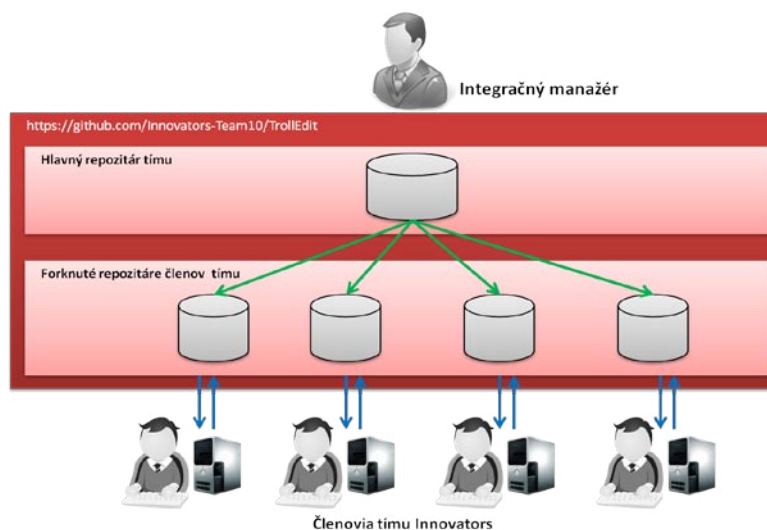 Integračný manažér
https://github.com/Innovators-Team10/TrollEdit
Hlavný repozitár tímu
Forknuté repozitáre členov tímu
Členovia tímu Innovators